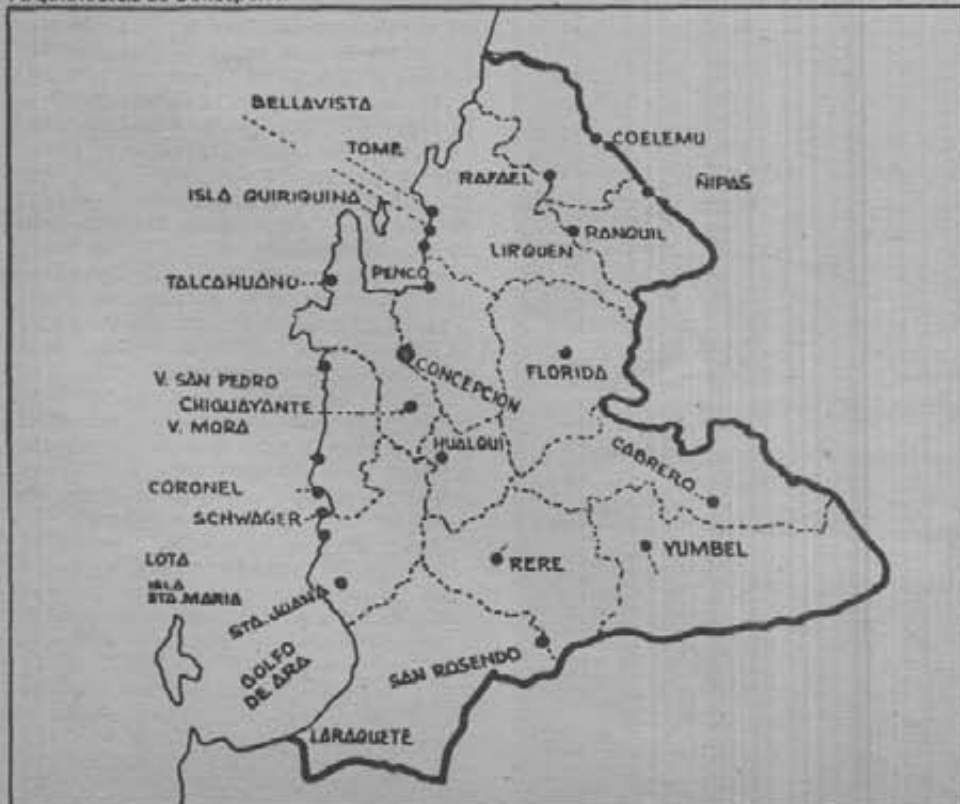 BELLAVISTA
TOME
COELEMU
RAFAEL
ÑIPAS
ISLA QUIRIQUINA
RANQUIL
LIRQUEN
PENCO
TALCAHUANO
CONCEPCIÓN
FLORIDA
V. SAN PEDRO
CHIGUAYANTE
V. MORA
HUALQUI
CABRERO
CORONEL
SCHWAGER
YUMBEL
RERE
LOTA
ISLA
STA. MARIA
STA. JUANA
GOLFO
DE ARA
SAN ROSENDO
LARAQUETE